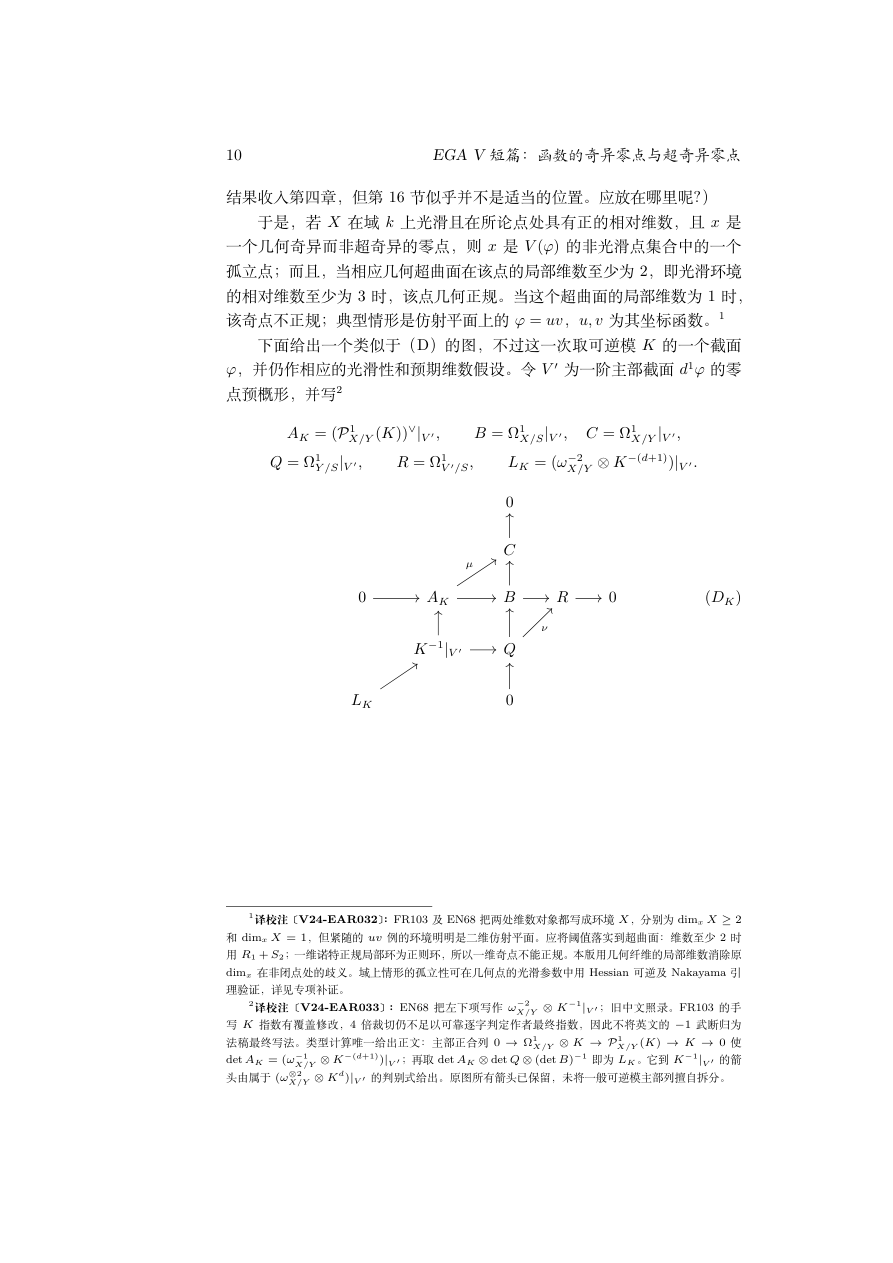 10 EGA V 短篇：函数的奇异零点与超奇异零点
结果收入第四章，但第 16 节似乎并不是适当的位置。应放在哪里呢？）
于是，若 X 在域 k 上光滑且在所论点处具有正的相对维数，且 x 是
一个几何奇异而非超奇异的零点，则 x 是 V(φ) 的非光滑点集合中的一个
孤立点；而且，当相应几何超曲面在该点的局部维数至少为 2，即光滑环境
的相对维数至少为 3 时，该点几何正规。当这个超曲面的局部维数为 1 时，
该奇点不正规；典型情形是仿射平面上的 φ = uv，u, v 为其坐标函数。¹
下面给出一个类似于（D）的图，不过这一次取可逆模 K 的一个截面
φ，并仍作相应的光滑性和预期维数假设。令 V′ 为一阶主部截面 d¹φ 的零
点预概形，并写²
A_K = (𝒫¹_{X/Y}(K))^∨|_{V′}, B = Ω¹_{X/S}|_{V′}, C = Ω¹_{X/Y}|_{V′},
Q = Ω¹_{Y/S}|_{V′}, R = Ω¹_{V′/S}, L_K = (ω^{−2}_{X/Y} ⊗ K^{−(d+1)})|_{V′}.
0
C
μ
0 → A_K → B → R → 0 (D_K)
ν
K^{−1}|_{V′} → Q
L_K 0
¹译校注〔V24-EAR032〕：FR103 及 EN68 把两处维数对象都写成环境 X，分别为 dim_x X ≥ 2
和 dim_x X = 1，但紧随的 uv 例的环境明明是二维仿射平面。应将阈值落实到超曲面：维数至少 2 时
用 R₁ + S₂；一维诺特正规局部环为正则环，所以一维奇点不能正规。本版用几何纤维的局部维数消除原
dim_x 在非闭点处的歧义。域上情形的孤立性可在几何点的光滑参数中用 Hessian 可逆及 Nakayama 引
理验证，详见专项补证。
²译校注〔V24-EAR033〕：EN68 把左下项写作 ω^{−2}_{X/Y} ⊗ K^{−1}|_{V′}；旧中文照录。FR103 的手
写 K 指数有覆盖修改，4 倍裁切仍不足以可靠逐字判定作者最终指数，因此不将英文的 −1 武断归为
法稿最终写法。类型计算唯一给出正文：主部正合列 0 → Ω¹_{X/Y} ⊗ K → 𝒫¹_{X/Y}(K) → K → 0 使
det A_K = (ω^{−1}_{X/Y} ⊗ K^{−(d+1)})|_{V′}；再取 det A_K ⊗ det Q ⊗ (det B)^{−1} 即为 L_K。它到 K^{−1}|_{V′} 的箭
头由属于 (ω^{⊗2}_{X/Y} ⊗ K^d)|_{V′} 的判别式给出。原图所有箭头已保留，未将一般可逆模主部列擅自拆分。